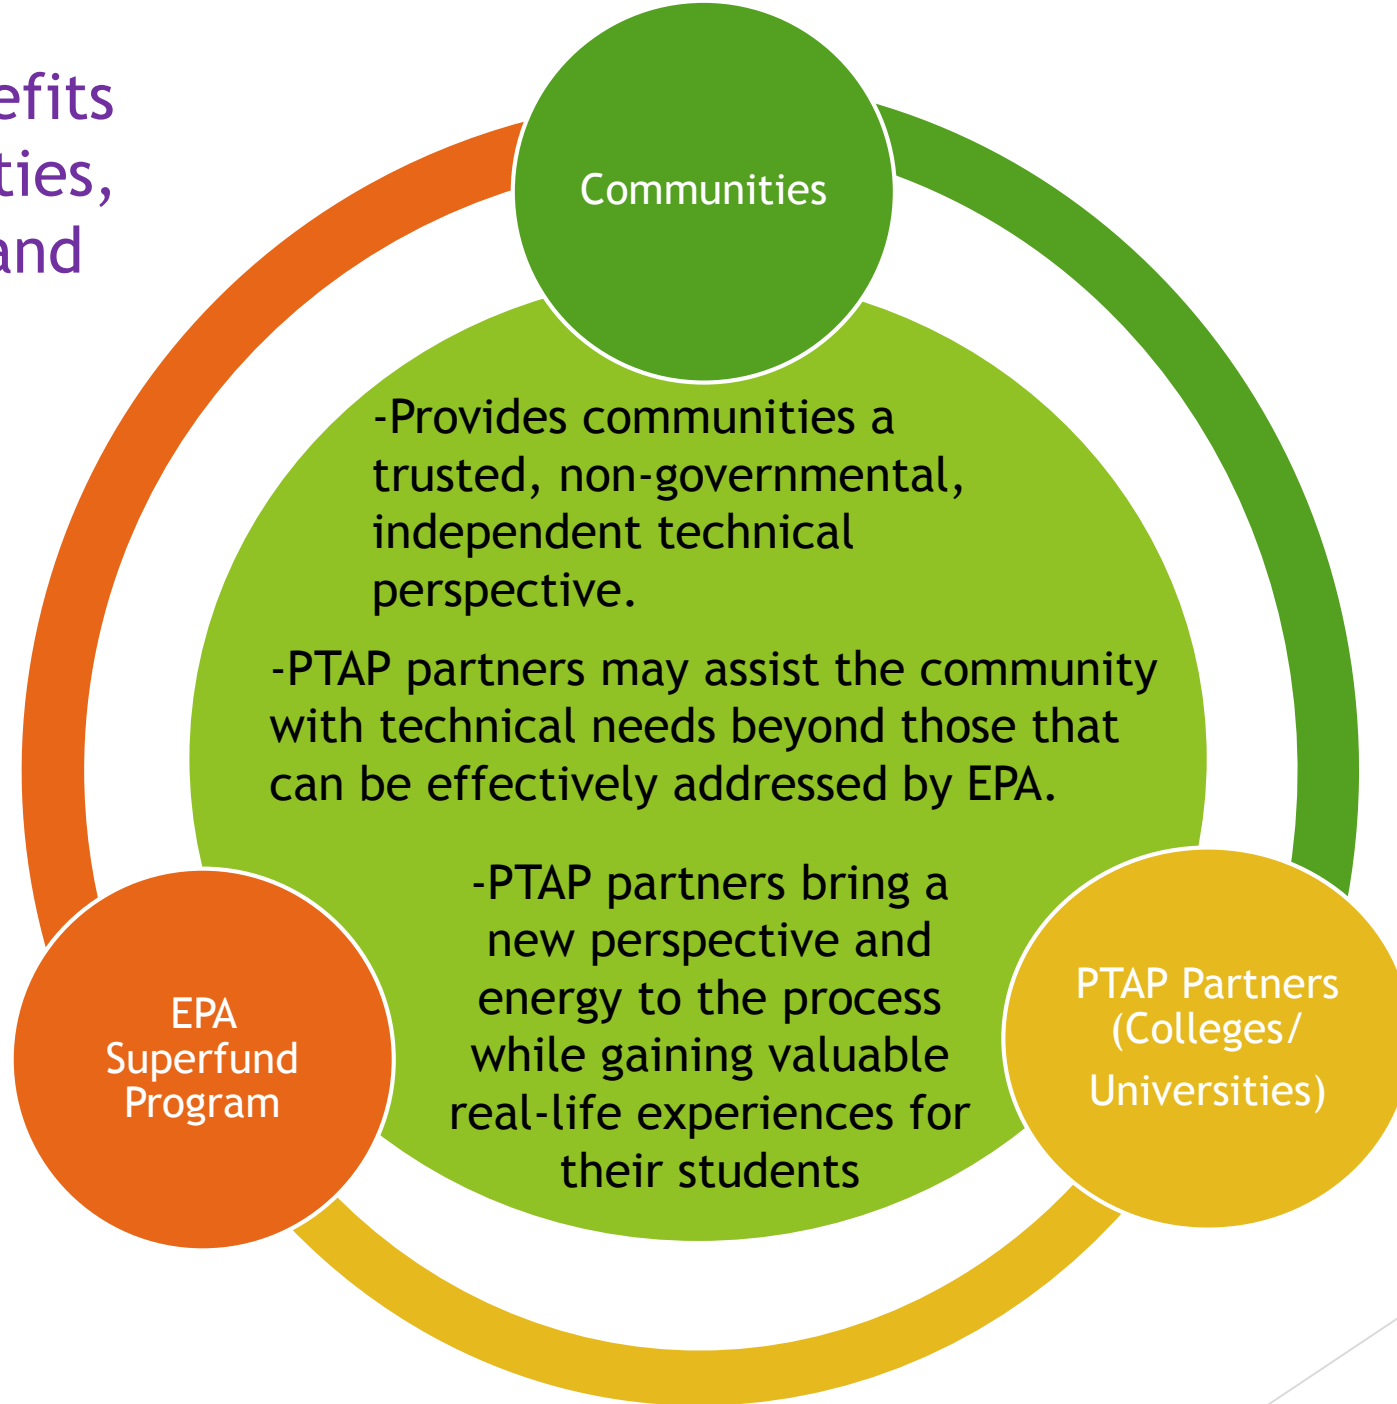 efits
ties,
and
Communities
-Provides communities a
trusted, non-governmental,
independent technical
perspective.
-PTAP partners may assist the community
with technical needs beyond those that
can be effectively addressed by EPA.
-PTAP partners bring a
new perspective and
energy to the process
while gaining valuable
real-life experiences for
their students
EPA
Superfund
Program
PTAP Partners
(Colleges/
Universities)